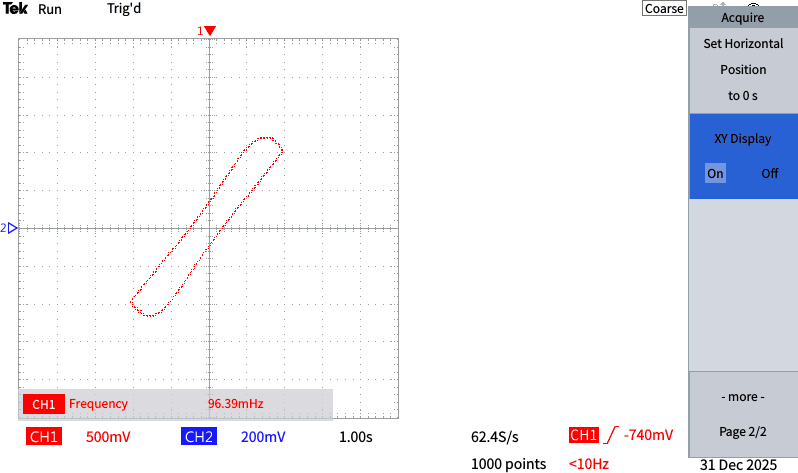 Tek Run Trig'd Coarse
Acquire
1
Set Horizontal
Position
to 0 s
XY Display
On Off
2
CH1 Frequency 96.39mHz
- more -
Page 2/2
CH1 500mV CH2 200mV 1.00s 62.4S/s CH1 -740mV
1000 points <10Hz 31 Dec 2025